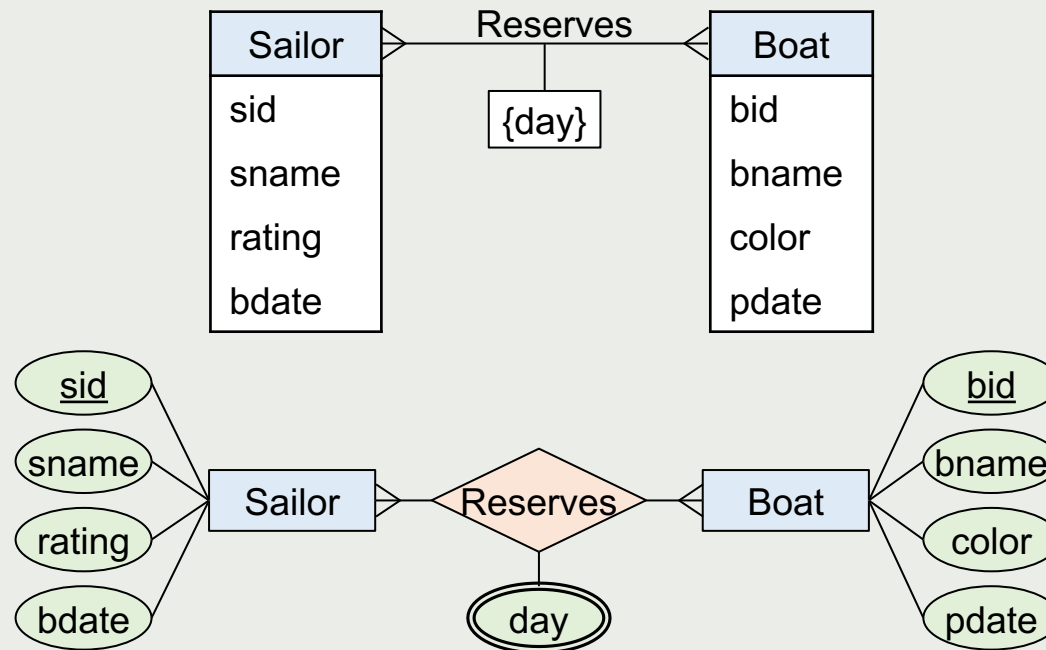 Reserves
Sailor
Boat
{day}
sid
sname
rating
bdate
bid
bname
color
pdate
sid
sname
rating
bdate
Sailor
Reserves
Boat
day
bid
bname
color
pdate